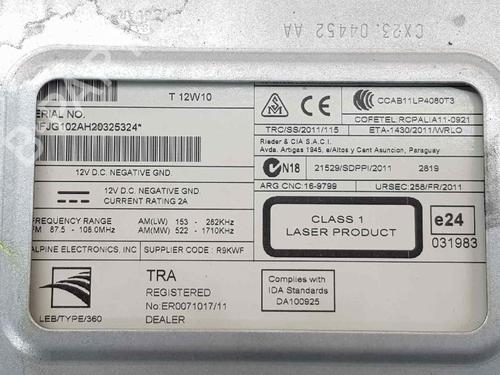 CX23.04452 AA
T 12W10
SERIAL NO.
FJG102AH20325324*
12V D.C. NEGATIVE GND.
12V D.C. NEGATIVE GND.
CURRENT RATING 2A
FREQUENCY RANGE
AM(LW) 153 - 282KHz
FM 87.5 - 108.0MHz
AM(MW) 522 - 1710KHz
ALPINE ELECTRONICS, INC
SUPPLIER CODE : R9KWF
LEB/TYPE/360
TRA
REGISTERED
No:ER0071017/11
DEALER
Complies with
IDA Standards
DA100925
CCAB11LP4080T3
COFETEL:RCPALIA11-0921
TRC/SS/2011/115
ETA-1430/2011/WRLO
Rieder & CIA S.A.C.I.
Avda. Artigas 1945, e/Altos y Cent Asuncion, Paraguay
N18
21529/SDPPI/2011
2819
ARG CNC:16-9799
URSEC:258/FR/2011
CLASS 1
LASER PRODUCT
e24
031983